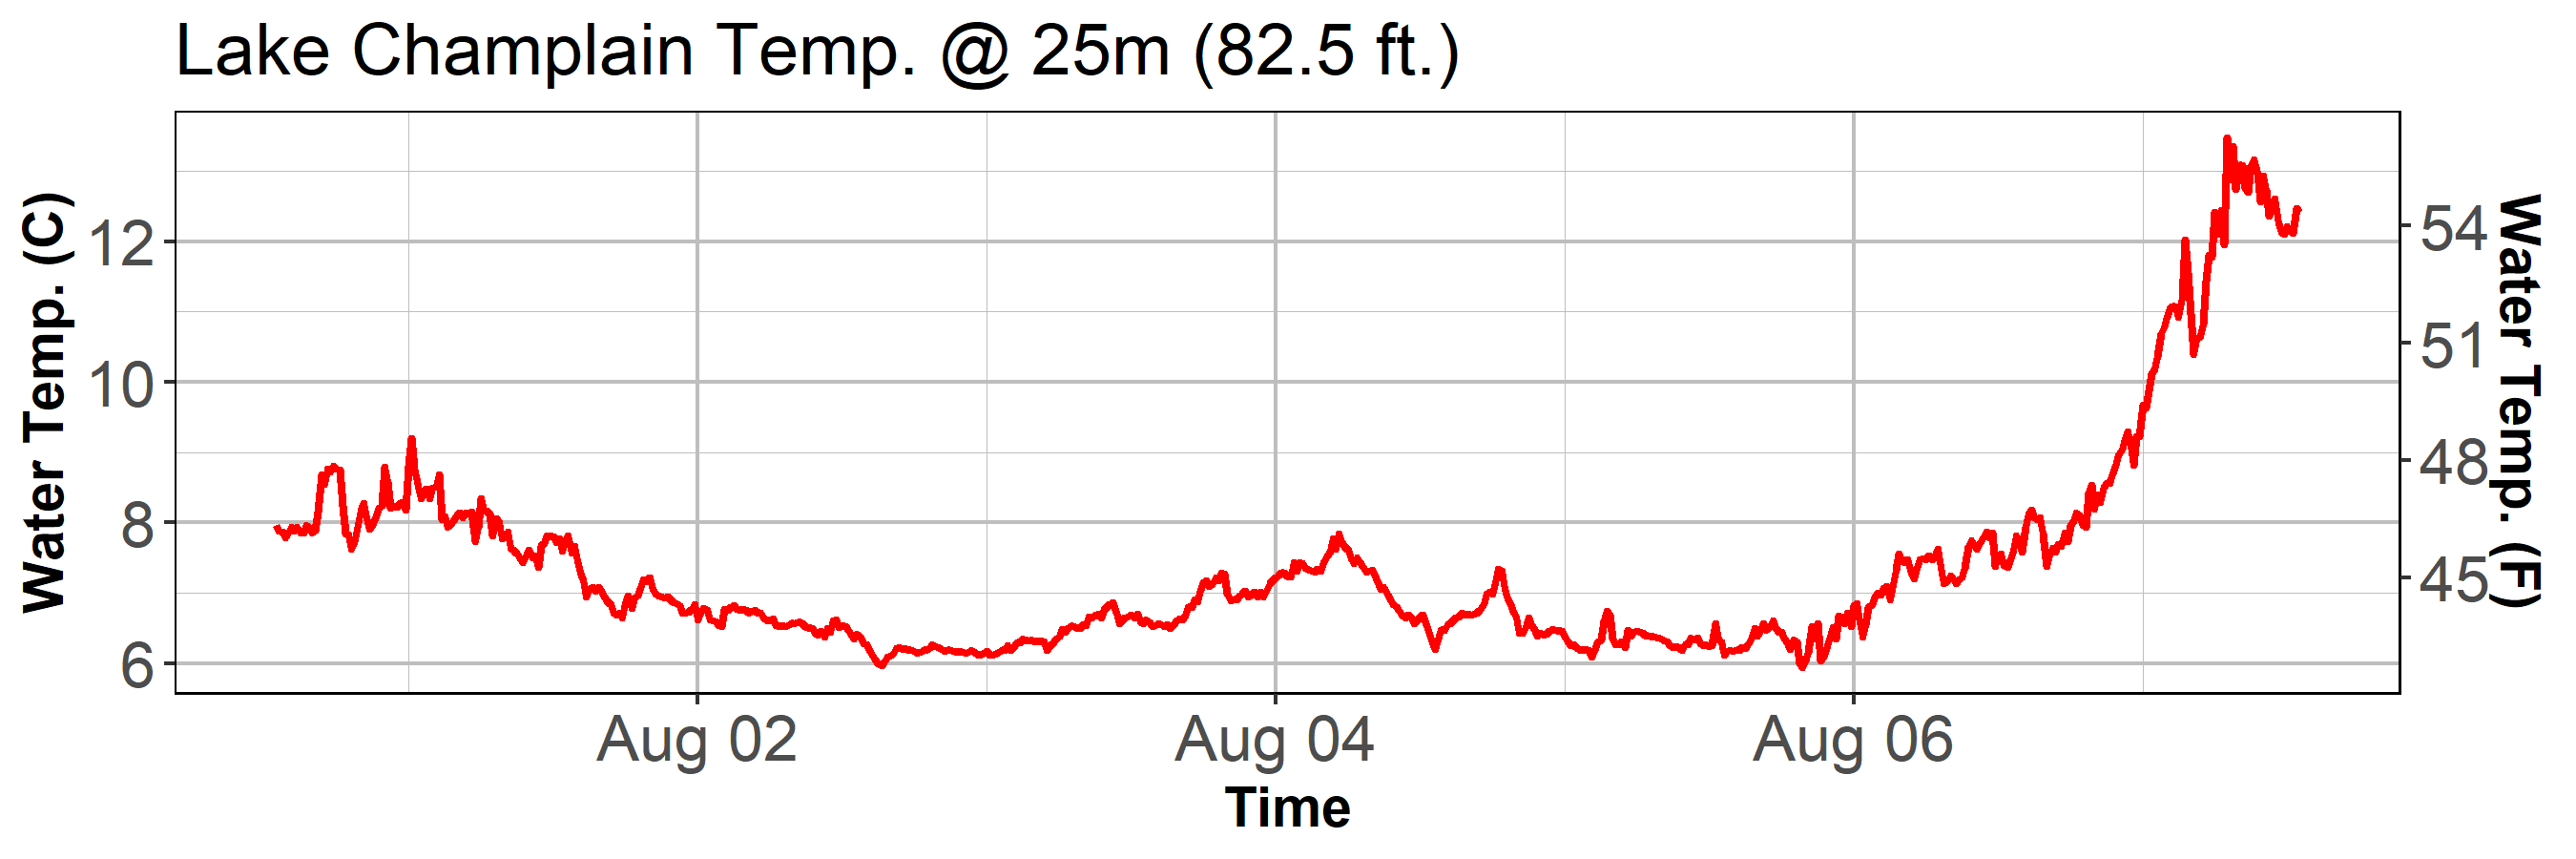 Lake Champlain Temp. @ 25m (82.5 ft.)
Water Temp. (C)
12
10
8
6
54
51
48
45
Water Temp. (F)
Aug 02 Aug 04 Aug 06
Time